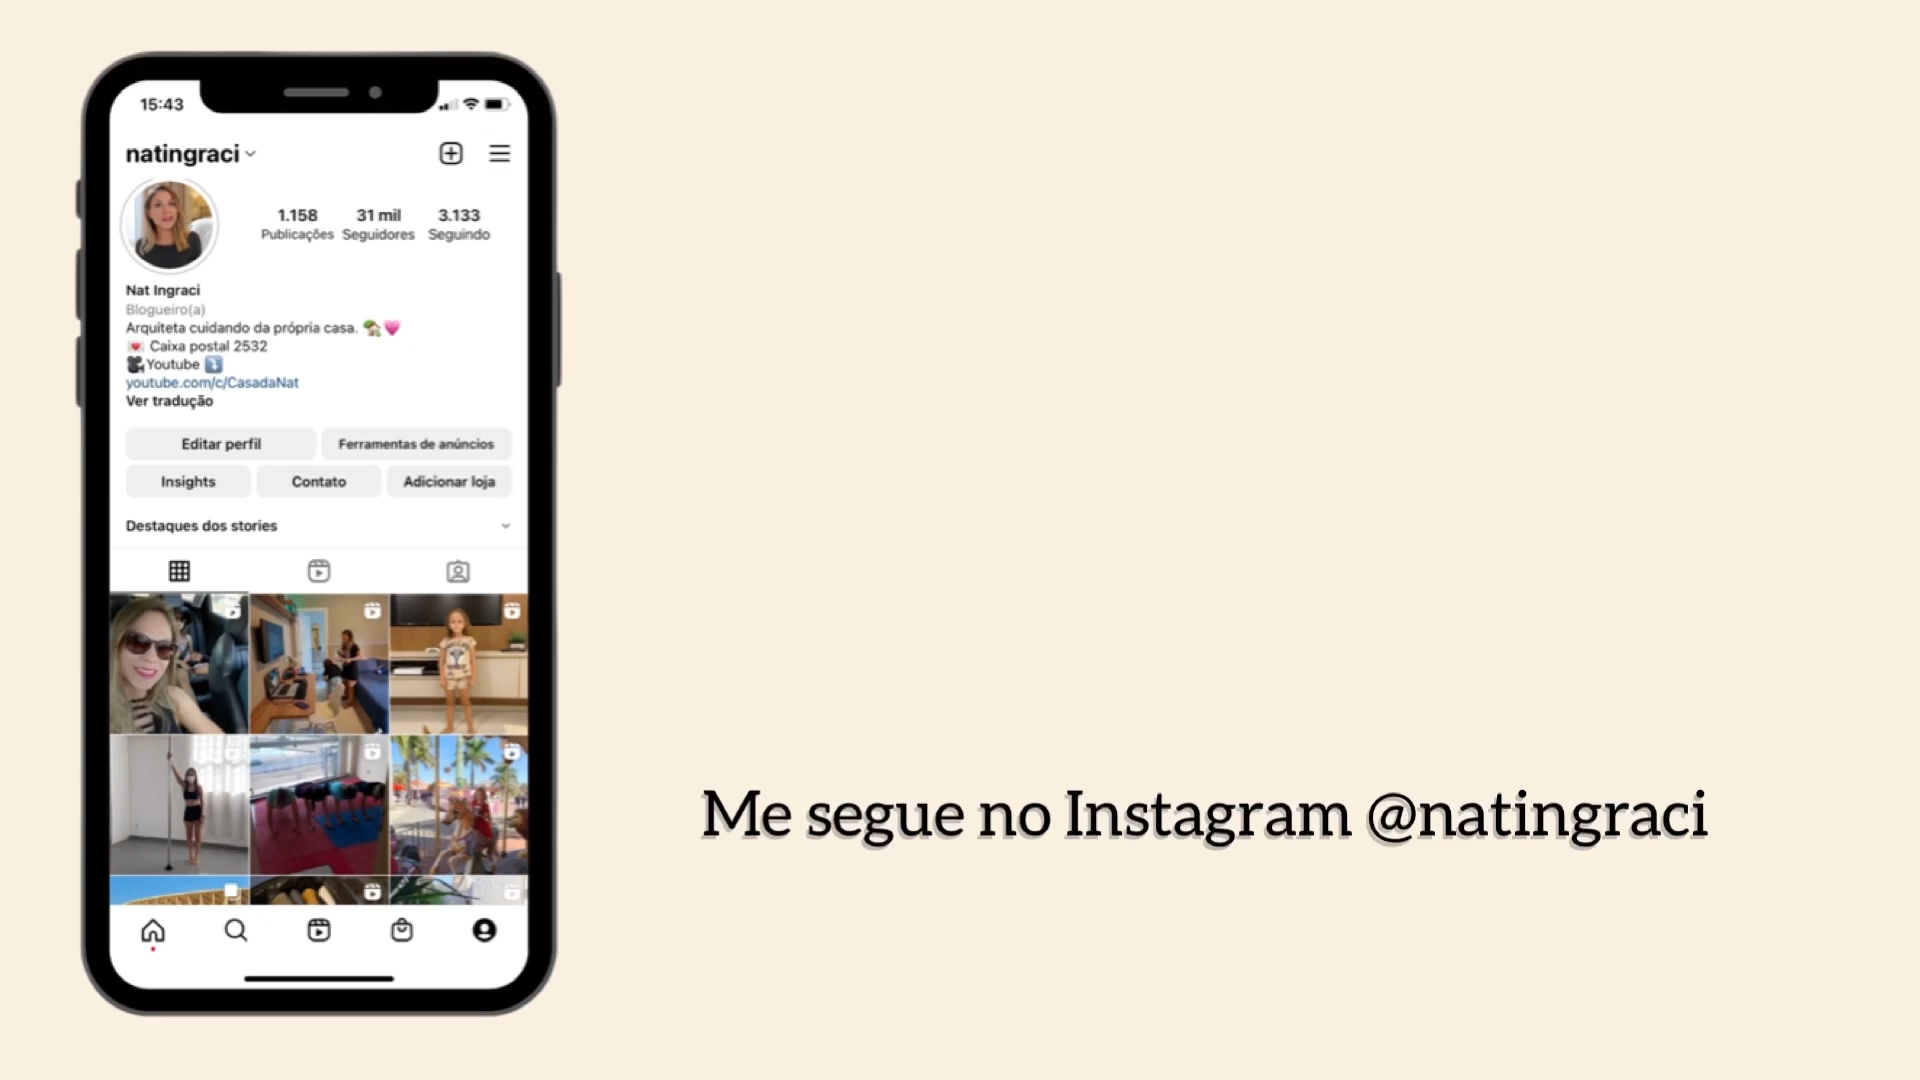 15:43
natingraci
1.158 31 mil 3.133
Publicações Seguidores Seguindo
Nat Ingraci
Blogueiro(a)
Arquiteta cuidando da própria casa. 🏡💗
💌 Caixa postal 2532
🎥Youtube ⤵️
youtube.com/c/CasadaNat
Ver tradução
Editar perfil Ferramentas de anúncios
Insights Contato Adicionar loja
Destaques dos stories
Me segue no Instagram @natingraci